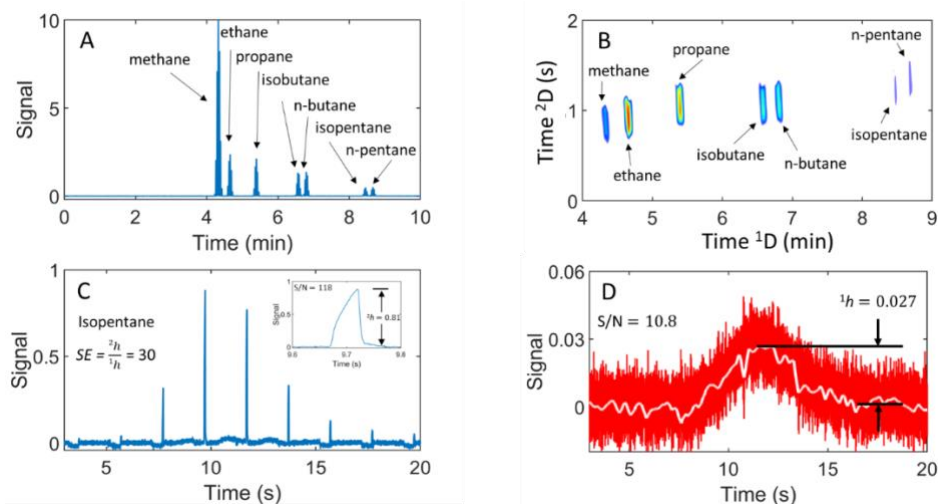 A
methane
ethane
propane
isobutane
n-butane
isopentane
n-pentane
Signal
10
5
0
0 2 4 6 8 10
Time (min)
B
methane
ethane
propane
isobutane
n-butane
isopentane
n-pentane
Time ²D (s)
2
1
0
4 5 6 7 8 9
Time ¹D (min)
C
Isopentane
SE = ²h/¹h = 30
Signal
1
0.5
0
5 10 15 20
Time (s)
S/N = 118
²h = 0.81
Signal
1
0.5
0
9.6 9.7 9.8
Time (s)
D
S/N = 10.8
¹h = 0.027
Signal
0.06
0.03
0
5 10 15 20
Time (s)